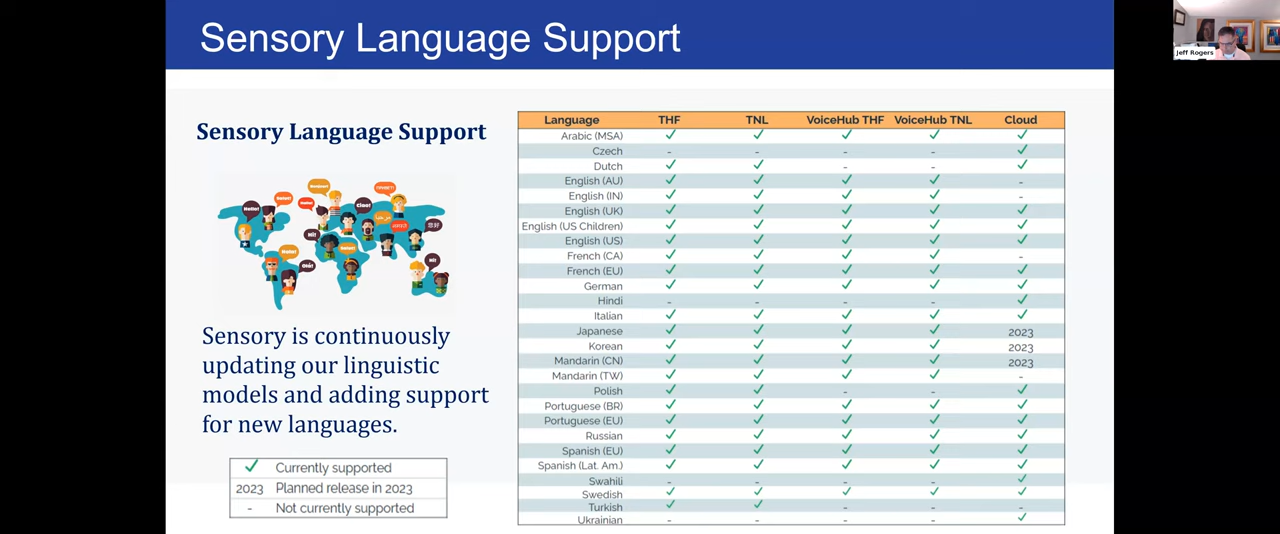 Sensory Language Support
Jeff Rogers
Sensory Language Support
Sensory is continuously
updating our linguistic
models and adding support
for new languages.
✓ Currently supported
2023 Planned release in 2023
- Not currently supported
Language THF TNL VoiceHub THF VoiceHub TNL Cloud
Arabic (MSA) ✓ ✓ ✓ ✓ ✓
Czech - - - - ✓
Dutch ✓ ✓ - - ✓
English (AU) ✓ ✓ ✓ ✓ -
English (IN) ✓ ✓ ✓ ✓ -
English (UK) ✓ ✓ ✓ ✓ ✓
English (US Children) ✓ ✓ ✓ ✓ ✓
English (US) ✓ ✓ ✓ ✓ ✓
French (CA) ✓ ✓ ✓ ✓ -
French (EU) ✓ ✓ ✓ ✓ ✓
German ✓ ✓ ✓ ✓ ✓
Hindi - - - - ✓
Italian ✓ ✓ ✓ ✓ ✓
Japanese ✓ ✓ ✓ ✓ 2023
Korean ✓ ✓ ✓ ✓ 2023
Mandarin (CN) ✓ ✓ ✓ ✓ 2023
Mandarin (TW) ✓ ✓ ✓ ✓ -
Polish ✓ ✓ - - ✓
Portuguese (BR) ✓ ✓ ✓ ✓ ✓
Portuguese (EU) ✓ ✓ ✓ ✓ ✓
Russian ✓ ✓ ✓ ✓ ✓
Spanish (EU) ✓ ✓ ✓ ✓ ✓
Spanish (Lat. Am.) ✓ ✓ ✓ ✓ ✓
Swahili - - - - ✓
Swedish ✓ ✓ ✓ ✓ ✓
Turkish ✓ ✓ - - -
Ukrainian - - - - ✓